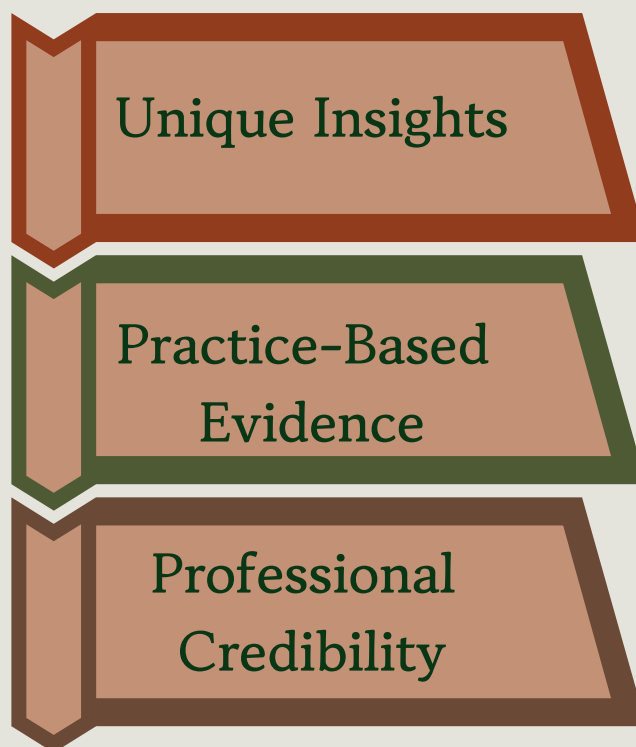 Unique Insights
Practice-Based
Evidence
Professional
Credibility